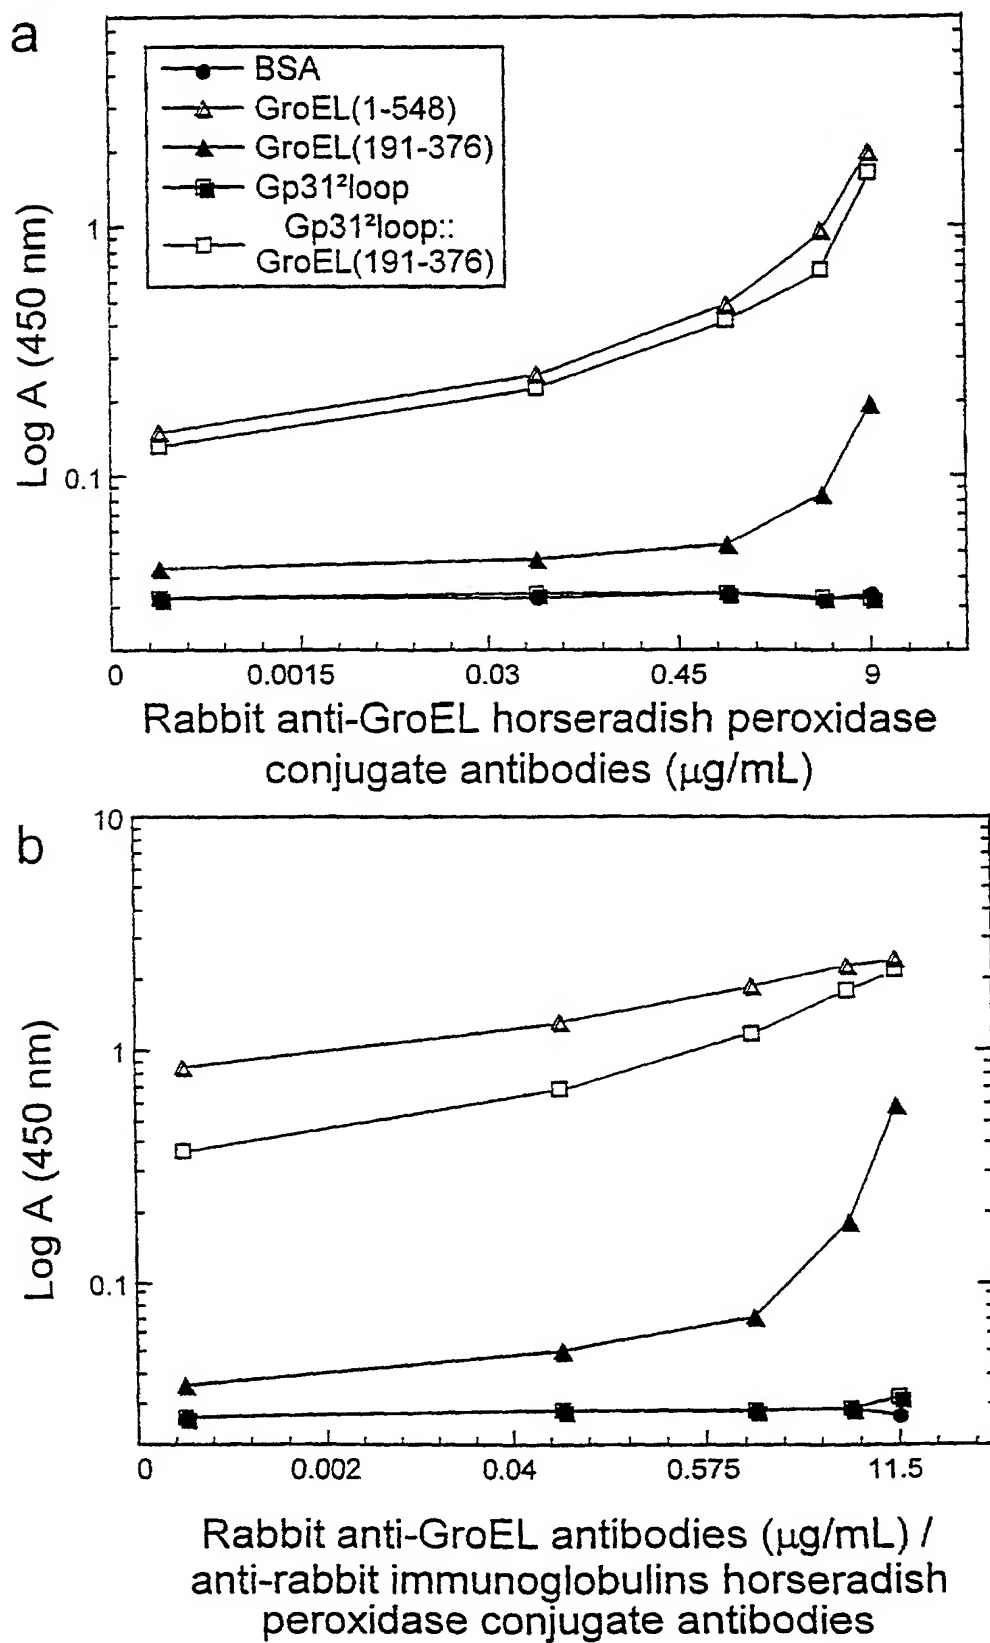 a
BSA
GroEL(1-548)
GroEL(191-376)
Gp31²loop
Gp31²loop::
GroEL(191-376)
Log A (450 nm)
1
0.1
0
0.0015
0.03
0.45
9
Rabbit anti-GroEL horseradish peroxidase
conjugate antibodies (μg/mL)
b
10
Log A (450 nm)
1
0.1
0
0.002
0.04
0.575
11.5
Rabbit anti-GroEL antibodies (μg/mL) /
anti-rabbit immunoglobulins horseradish
peroxidase conjugate antibodies